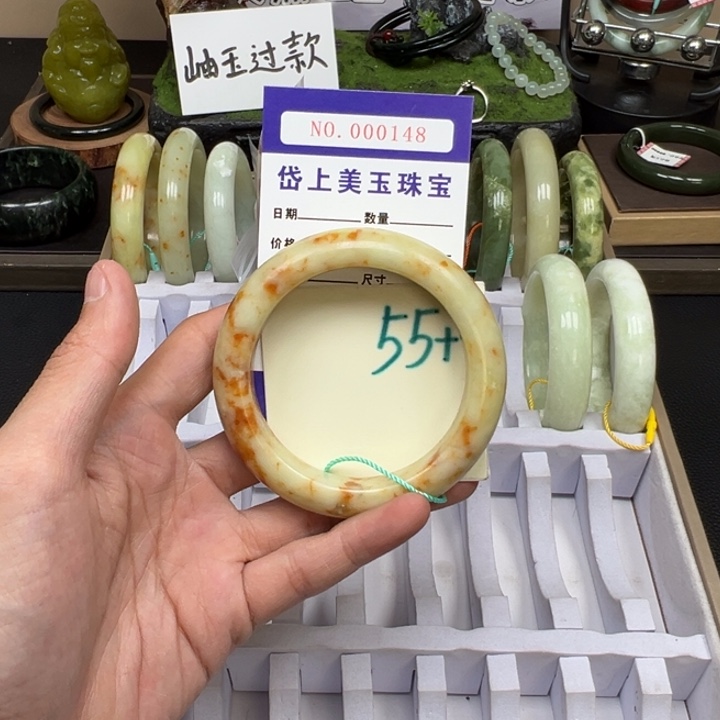 岫玉过款
NO.000148
岱上美玉珠宝
日期 数量
价格
尺寸
55+